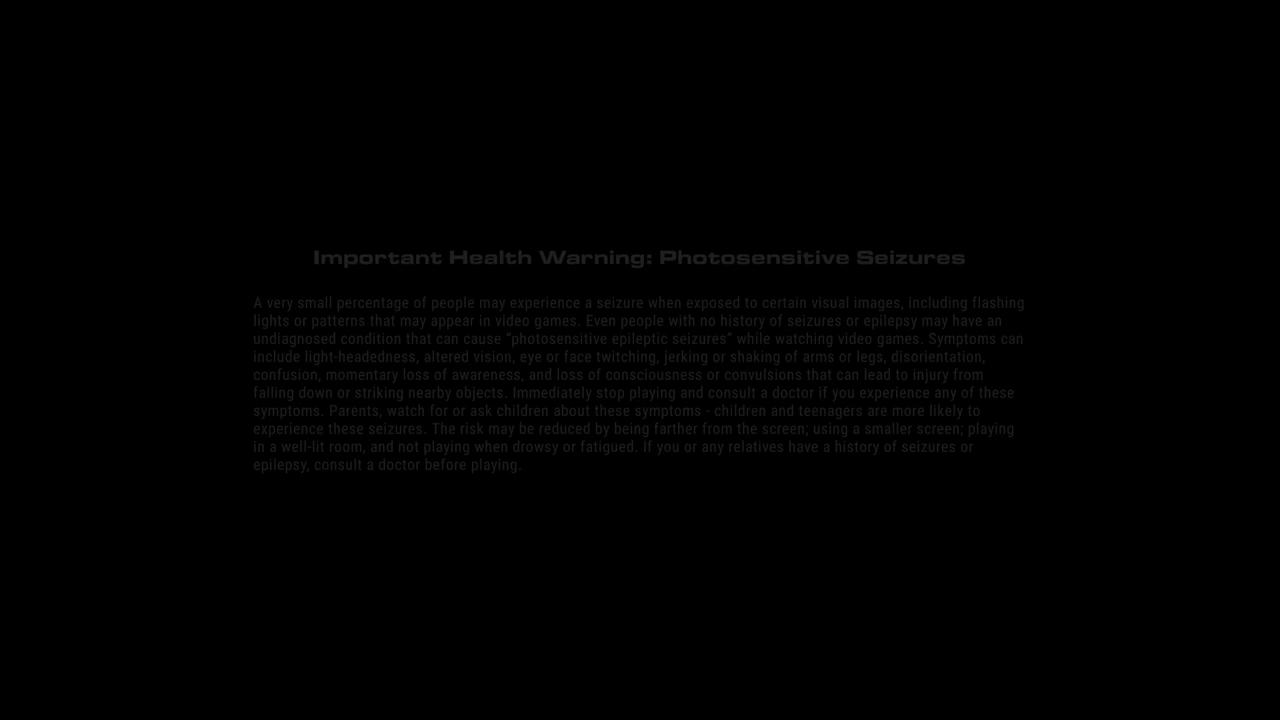 Important Health Warning: Photosensitive Seizures
A very small percentage of people may experience a seizure when exposed to certain visual images, including flashing
lights or patterns that may appear in video games. Even people with no history of seizures or epilepsy may have an
undiagnosed condition that can cause “photosensitive epileptic seizures” while watching video games. Symptoms can
include light-headedness, altered vision, eye or face twitching, jerking or shaking of arms or legs, disorientation,
confusion, momentary loss of awareness, and loss of consciousness or convulsions that can lead to injury from
falling down or striking nearby objects. Immediately stop playing and consult a doctor if you experience any of these
symptoms. Parents, watch for or ask children about these symptoms - children and teenagers are more likely to
experience these seizures. The risk may be reduced by being farther from the screen; using a smaller screen; playing
in a well-lit room, and not playing when drowsy or fatigued. If you or any relatives have a history of seizures or
epilepsy, consult a doctor before playing.